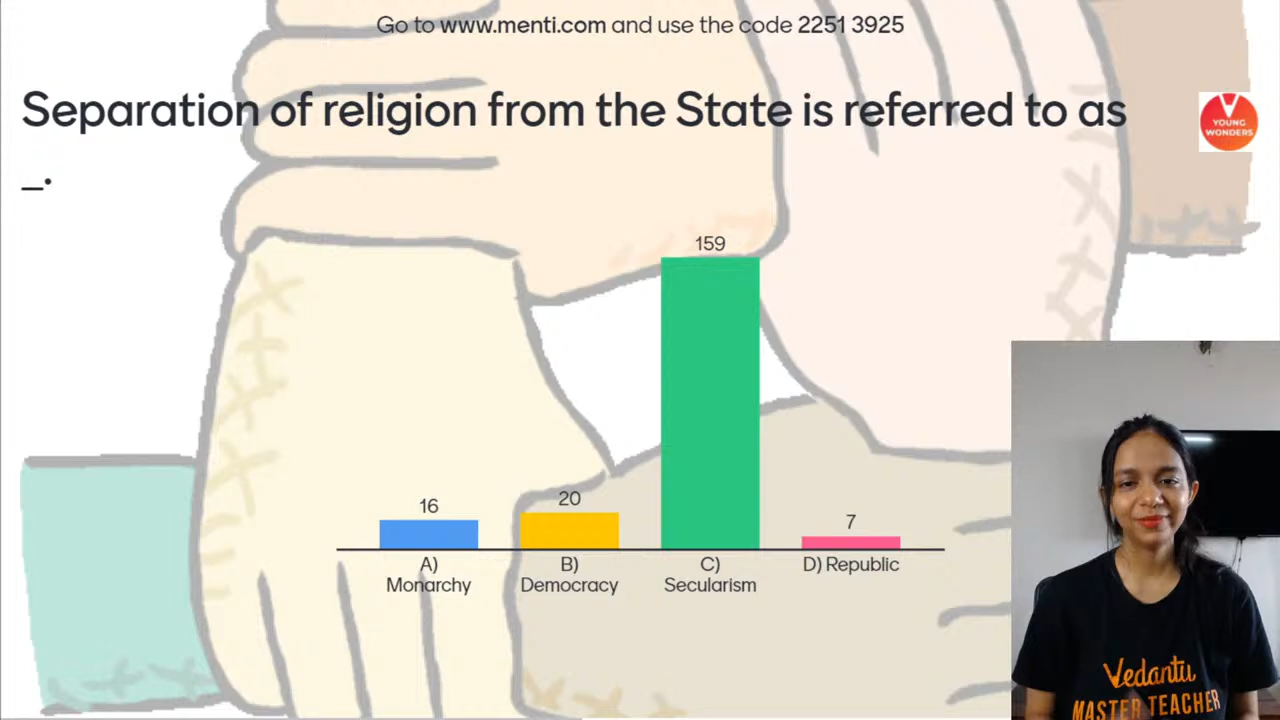 Go to www.menti.com and use the code 2251 3925
Separation of religion from the State is referred to as
_.
YOUNG
WONDERS
159
16
20
7
A)
Monarchy
B)
Democracy
C)
Secularism
D) Republic
Vedantu
MASTER TEACHER